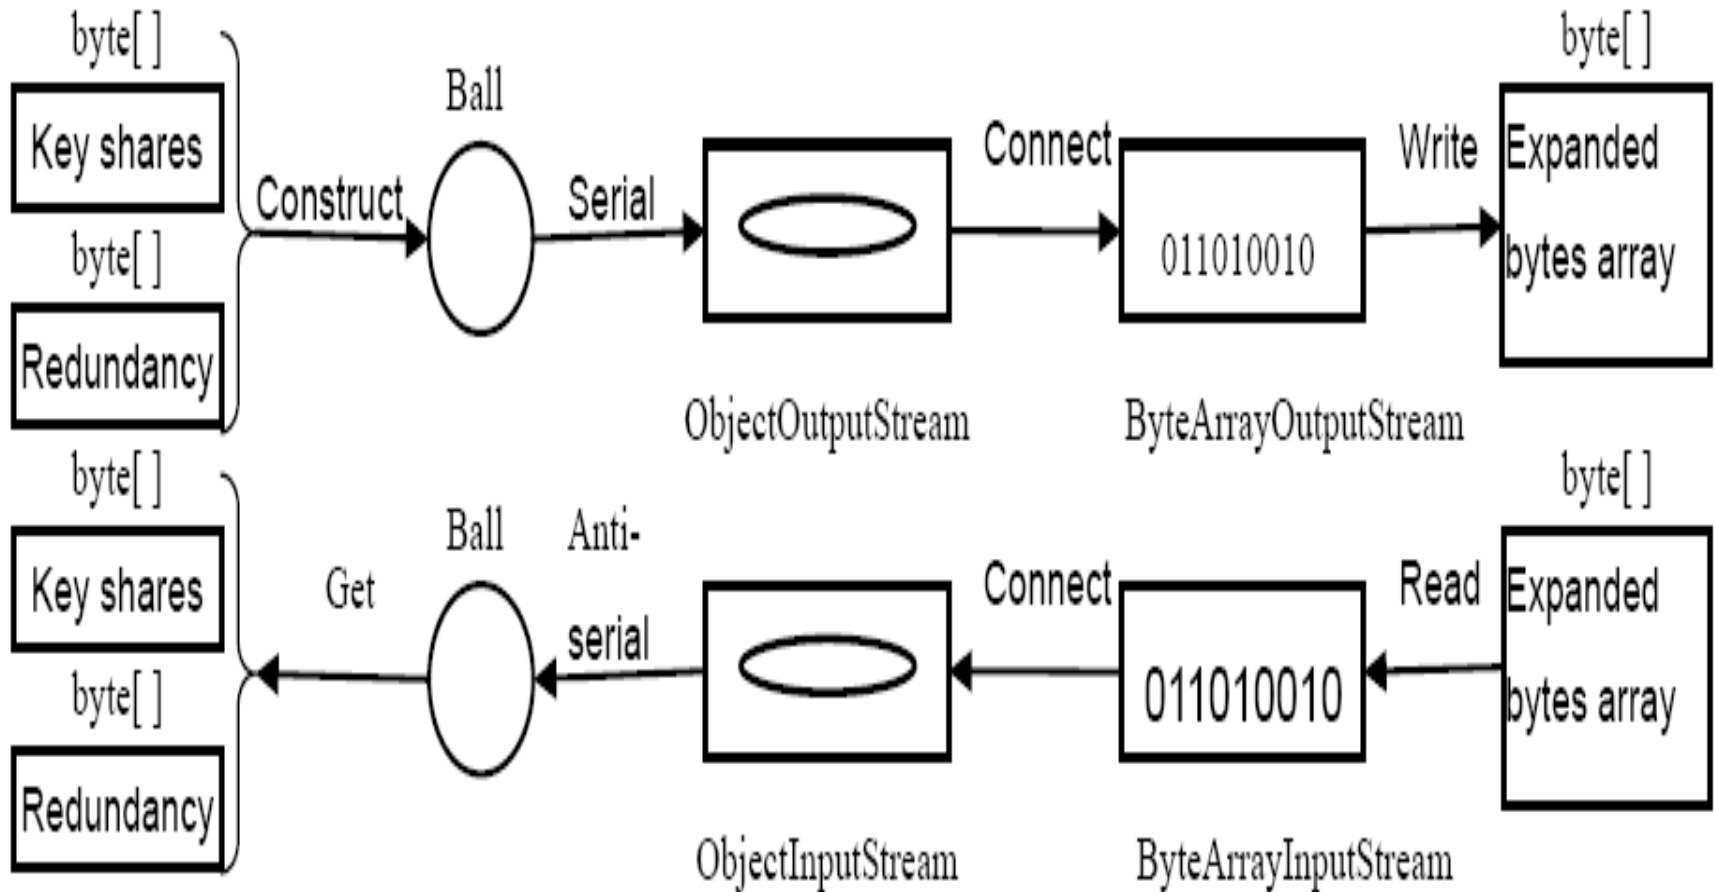 byte[ ]
Key shares
byte[ ]
Redundancy
Construct
Ball
Serial
ObjectOutputStream
Connect
011010010
ByteArrayOutputStream
Write
byte[ ]
Expanded
bytes array
byte[ ]
Key shares
byte[ ]
Redundancy
Get
Ball
Anti-
serial
ObjectInputStream
Connect
011010010
ByteArrayInputStream
Read
byte[ ]
Expanded
bytes array